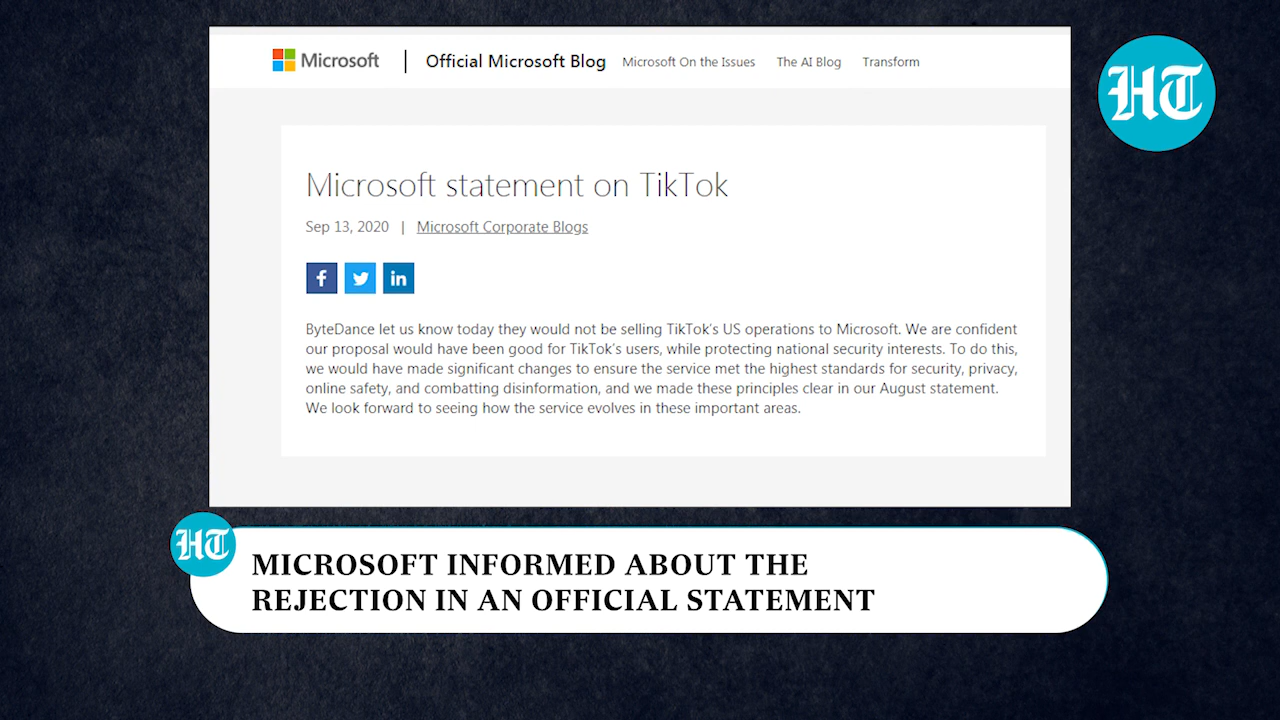 Microsoft | Official Microsoft Blog Microsoft On the Issues The AI Blog Transform
HT
Microsoft statement on TikTok
Sep 13, 2020 | Microsoft Corporate Blogs
f in
ByteDance let us know today they would not be selling TikTok’s US operations to Microsoft. We are confident
our proposal would have been good for TikTok’s users, while protecting national security interests. To do this,
we would have made significant changes to ensure the service met the highest standards for security, privacy,
online safety, and combatting disinformation, and we made these principles clear in our August statement.
We look forward to seeing how the service evolves in these important areas.
HT
MICROSOFT INFORMED ABOUT THE
REJECTION IN AN OFFICIAL STATEMENT